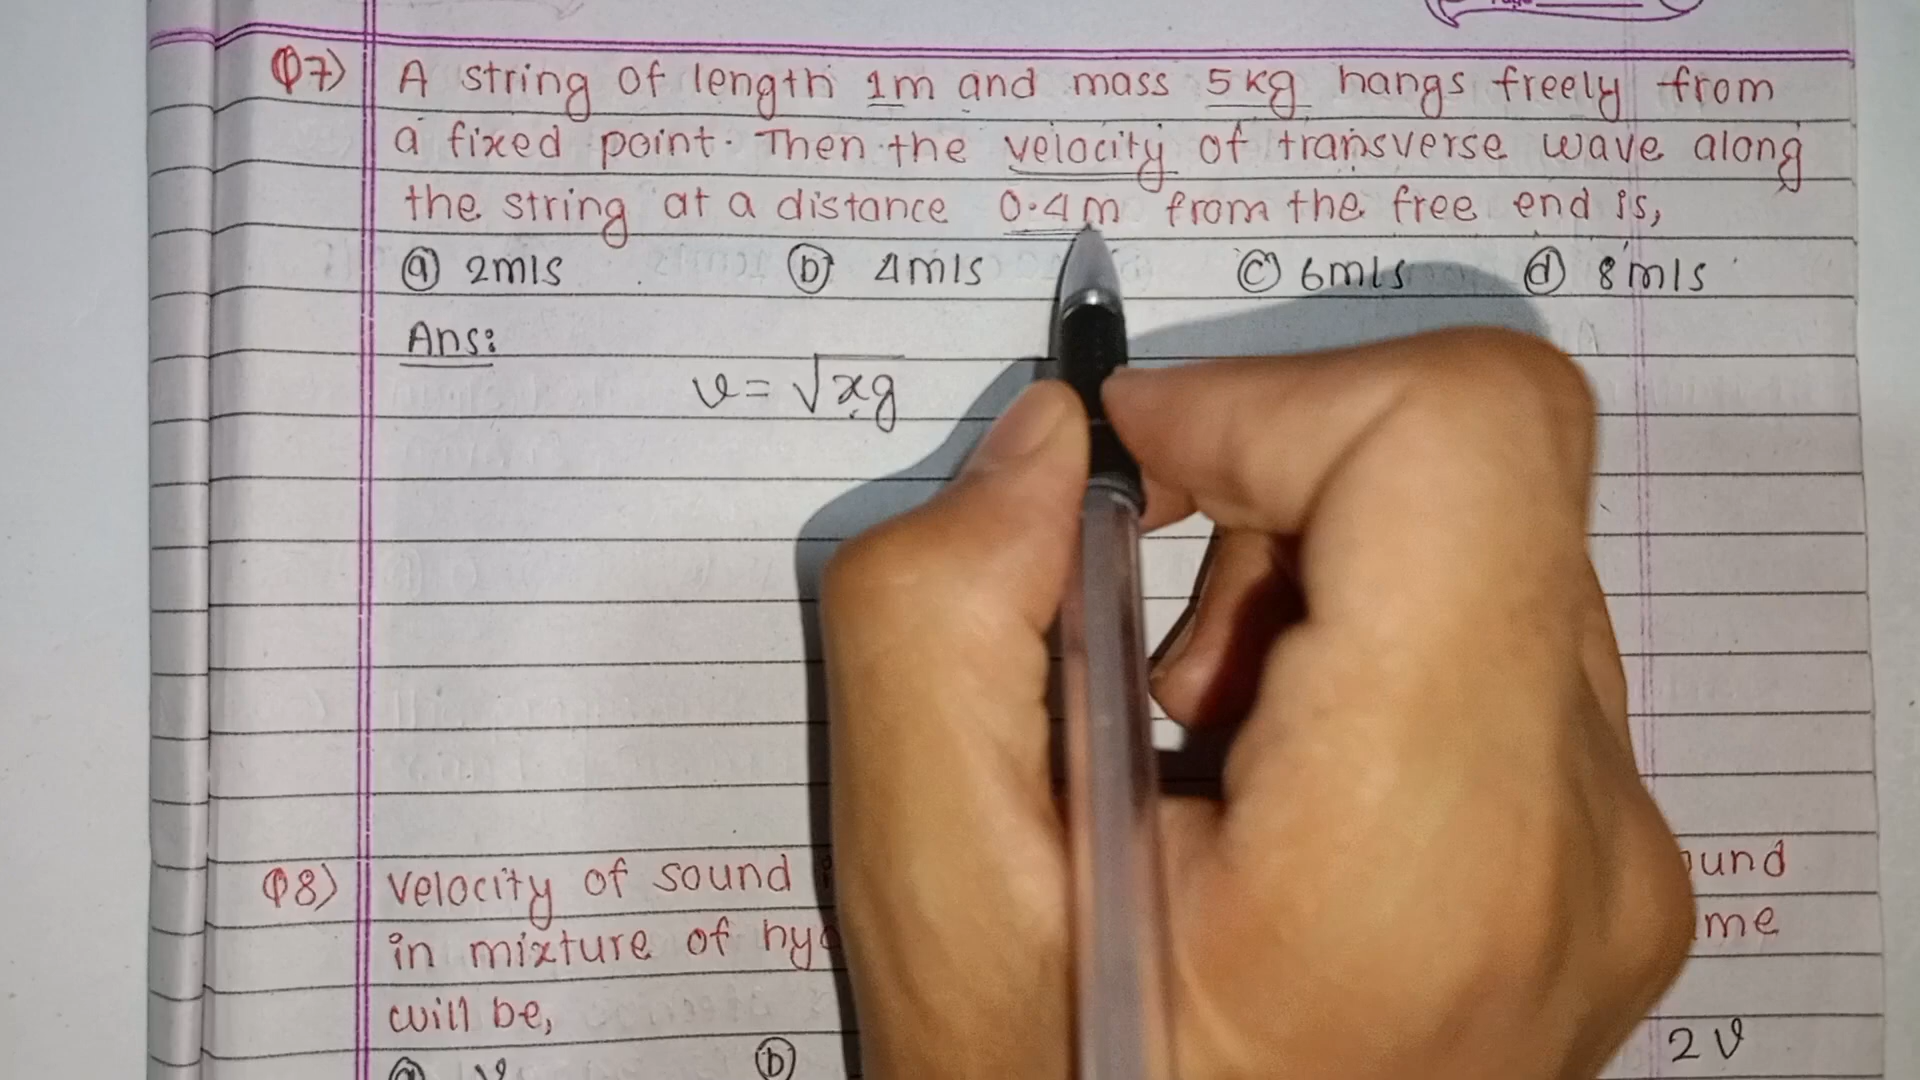 Q7) A string of length 1m and mass 5kg hangs freely from
a fixed point. Then the velocity of transverse wave along
the string at a distance 0.4m from the free end is,
(a) 2m/s (b) 4m/s (c) 6m/s (d) 8m/s
Ans:
v = √xg
Q8) Velocity of sound
in mixture of me
will be,
(a) v (b) 2v